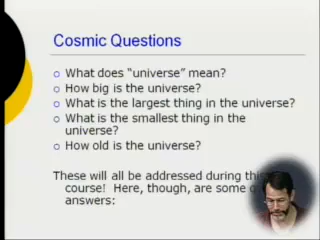 Cosmic Questions
What does “universe” mean?
How big is the universe?
What is the largest thing in the universe?
What is the smallest thing in the
universe?
How old is the universe?
These will all be addressed during this
course! Here, though, are some
answers: